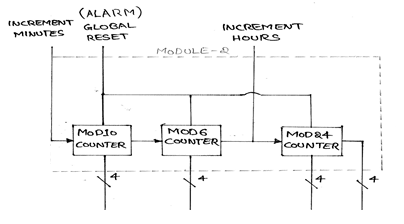 INCREMENT
MINUTES
(ALARM)
GLOBAL
RESET
INCREMENT
HOURS
MODULE-2
MOD10
COUNTER
MOD6
COUNTER
MOD24
COUNTER
4
4
4
4